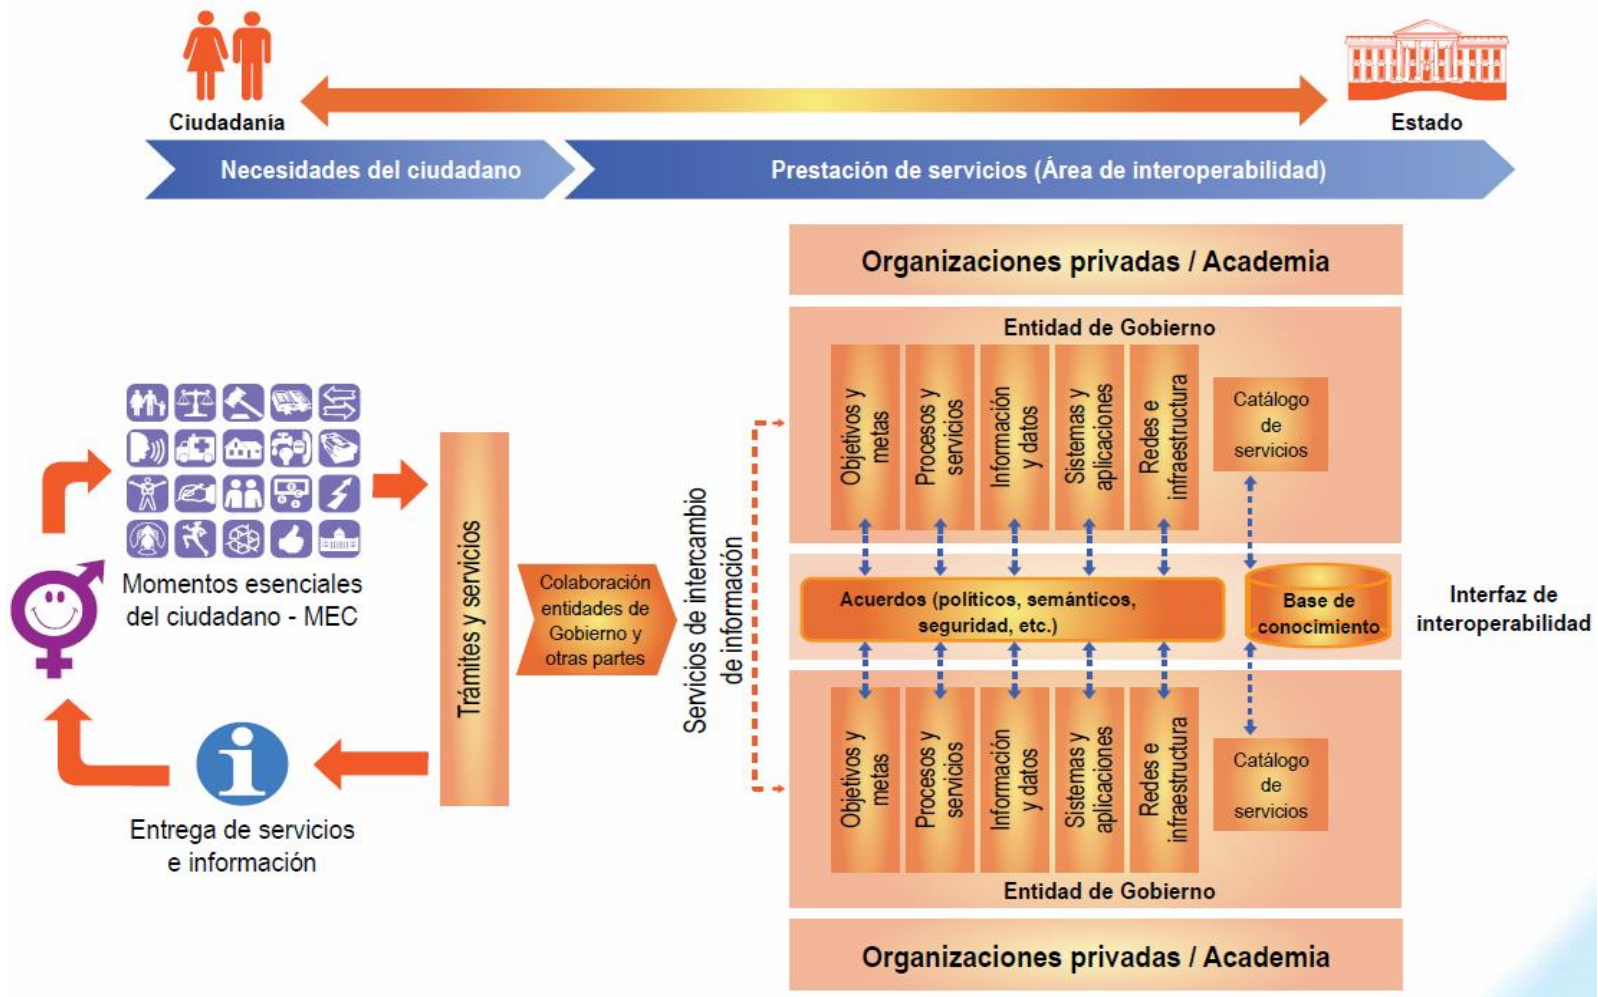 Ciudadanía
Estado
Necesidades del ciudadano
Prestación de servicios (Área de interoperabilidad)
Organizaciones privadas / Academia
Entidad de Gobierno
Objetivos y
metas
Procesos y
servicios
Información
y datos
Sistemas y
aplicaciones
Redes e
infraestructura
Catálogo
de
servicios
Momentos esenciales
del ciudadano - MEC
Trámites y servicios
Colaboración
entidades de
Gobierno y
otras partes
Servicios de intercambio
de información
Acuerdos (políticos, semánticos,
seguridad, etc.)
Base de
conocimiento
Interfaz de
interoperabilidad
Entrega de servicios
e información
Objetivos y
metas
Procesos y
servicios
Información
y datos
Sistemas y
aplicaciones
Redes e
infraestructura
Catálogo
de
servicios
Entidad de Gobierno
Organizaciones privadas / Academia